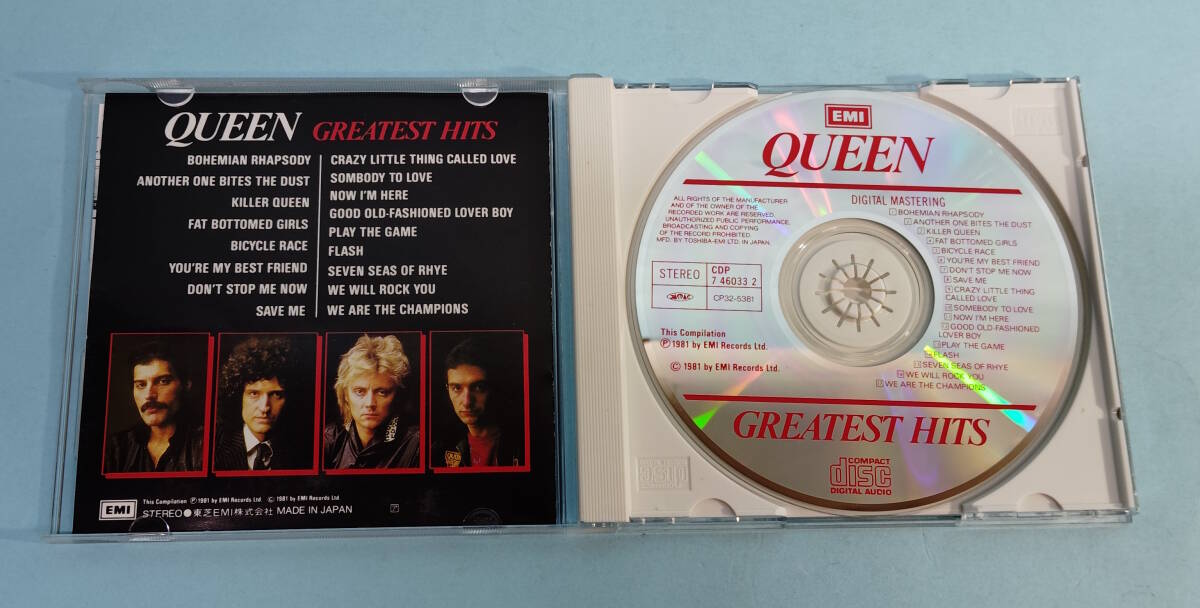 QUEEN GREATEST HITS
BOHEMIAN RHAPSODY
ANOTHER ONE BITES THE DUST
KILLER QUEEN
FAT BOTTOMED GIRLS
BICYCLE RACE
YOU'RE MY BEST FRIEND
DON'T STOP ME NOW
SAVE ME
CRAZY LITTLE THING CALLED LOVE
SOMBODY TO LOVE
NOW I'M HERE
GOOD OLD-FASHIONED LOVER BOY
PLAY THE GAME
FLASH
SEVEN SEAS OF RHYE
WE WILL ROCK YOU
WE ARE THE CHAMPIONS
EMI
This Compilation Ⓟ 1981 by EMI Records Ltd. Ⓒ 1981 by EMI Records Ltd.
STEREO●東芝EMI株式会社 MADE IN JAPAN
EMI
QUEEN
DIGITAL MASTERING
ALL RIGHTS OF THE MANUFACTURER
AND OF THE OWNER OF THE
RECORDED WORK ARE RESERVED.
UNAUTHORIZED PUBLIC PERFORMANCE,
BROADCASTING AND COPYING
OF THE RECORD PROHIBITED.
MFD. BY TOSHIBA-EMI LTD. IN JAPAN.
STEREO
CDP
7 46033 2
CP32-5381
This Compilation
Ⓟ 1981 by EMI Records Ltd.
Ⓒ 1981 by EMI Records Ltd.
1 BOHEMIAN RHAPSODY
2 ANOTHER ONE BITES THE DUST
3 KILLER QUEEN
4 FAT BOTTOMED GIRLS
5 BICYCLE RACE
6 YOU'RE MY BEST FRIEND
7 DON'T STOP ME NOW
8 SAVE ME
9 CRAZY LITTLE THING
CALLED LOVE
10 SOMEBODY TO LOVE
11 NOW I'M HERE
12 GOOD OLD-FASHIONED
LOVER BOY
13 PLAY THE GAME
14 FLASH
15 SEVEN SEAS OF RHYE
16 WE WILL ROCK YOU
17 WE ARE THE CHAMPIONS
GREATEST HITS
COMPACT
disc
DIGITAL AUDIO